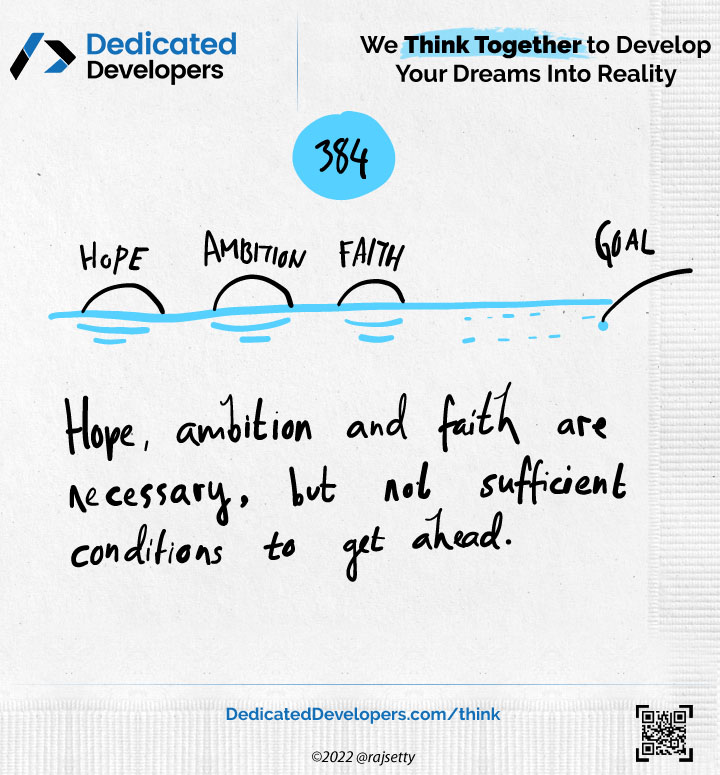 Dedicated
Developers
We Think Together to Develop
Your Dreams Into Reality
384
HOPE
AMBITION
FAITH
GOAL
Hope, ambition and faith are
necessary, but not sufficient
conditions to get ahead.
DedicatedDevelopers.com/think
©2022 @rajsetty